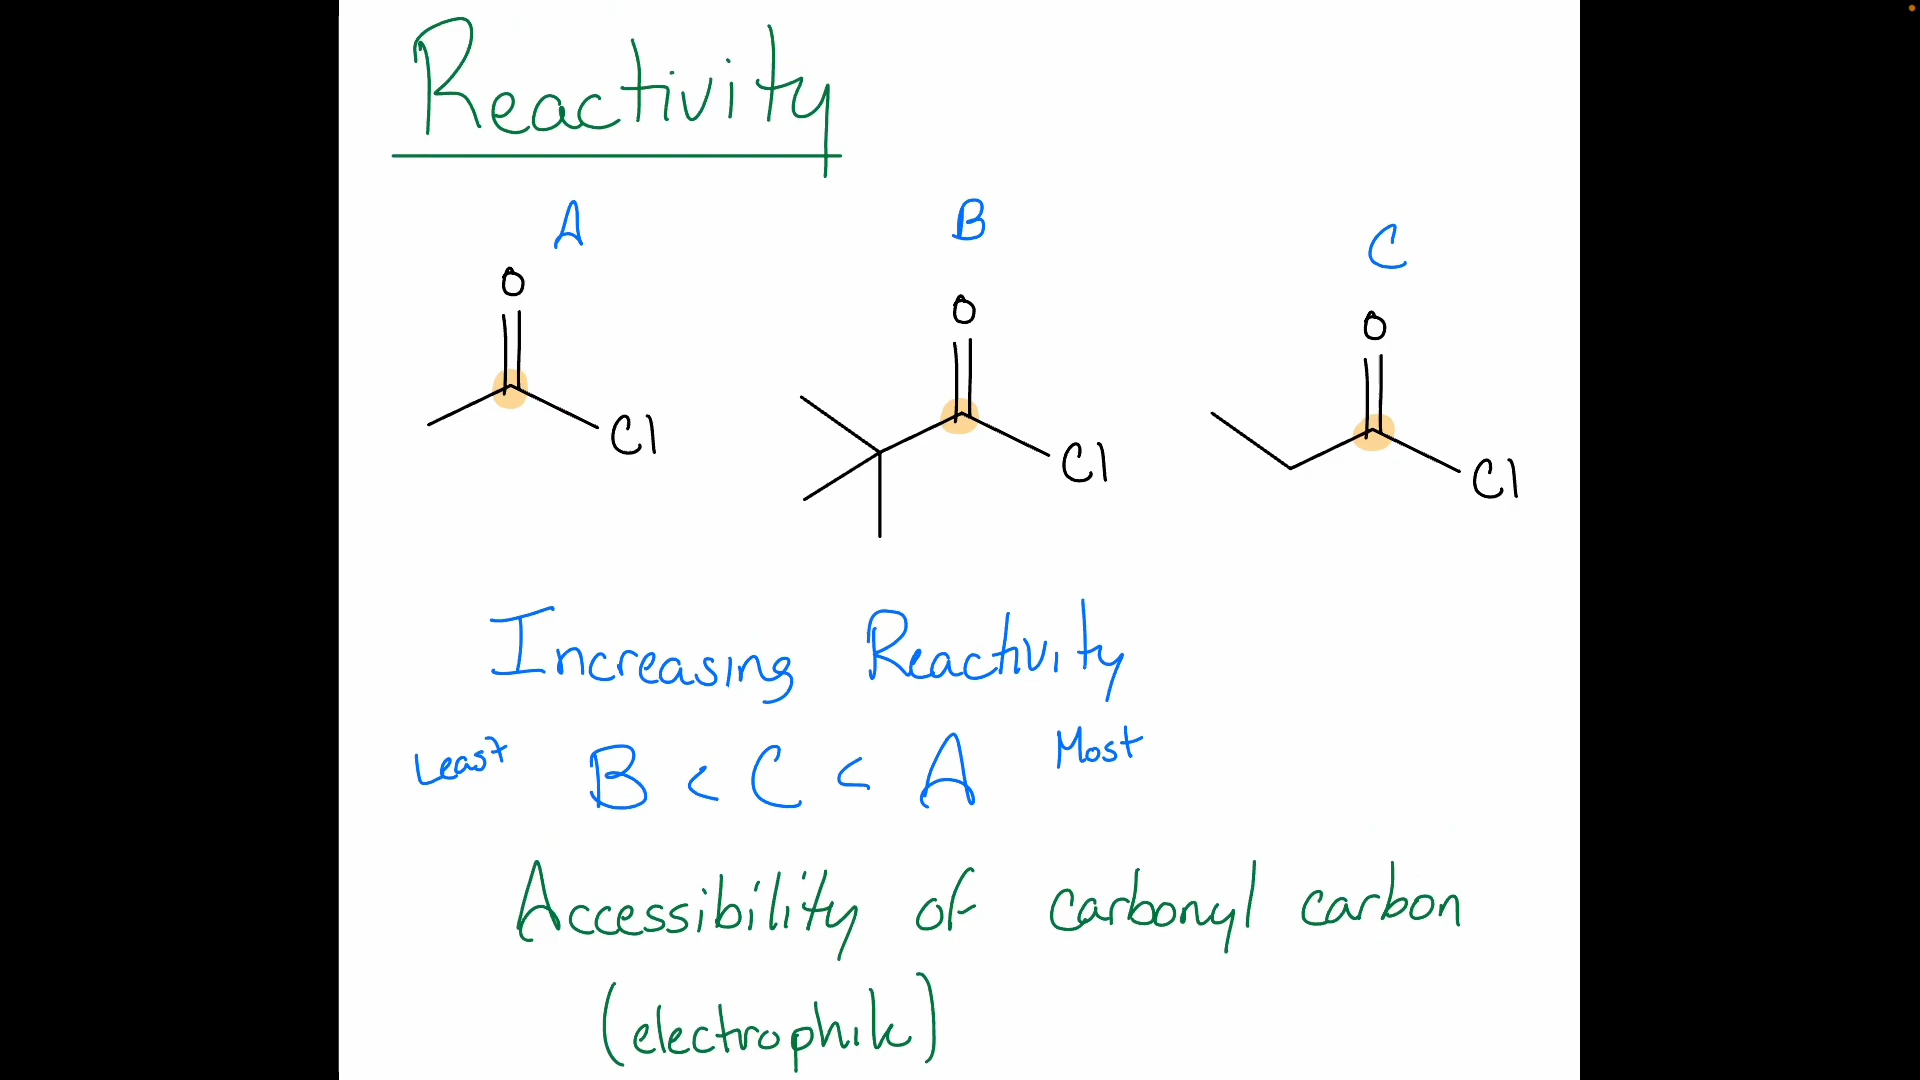 Reactivity
A B C
O O O
Cl Cl Cl
Increasing Reactivity
Least B < C < A Most
Accessibility of carbonyl carbon
(electrophile)